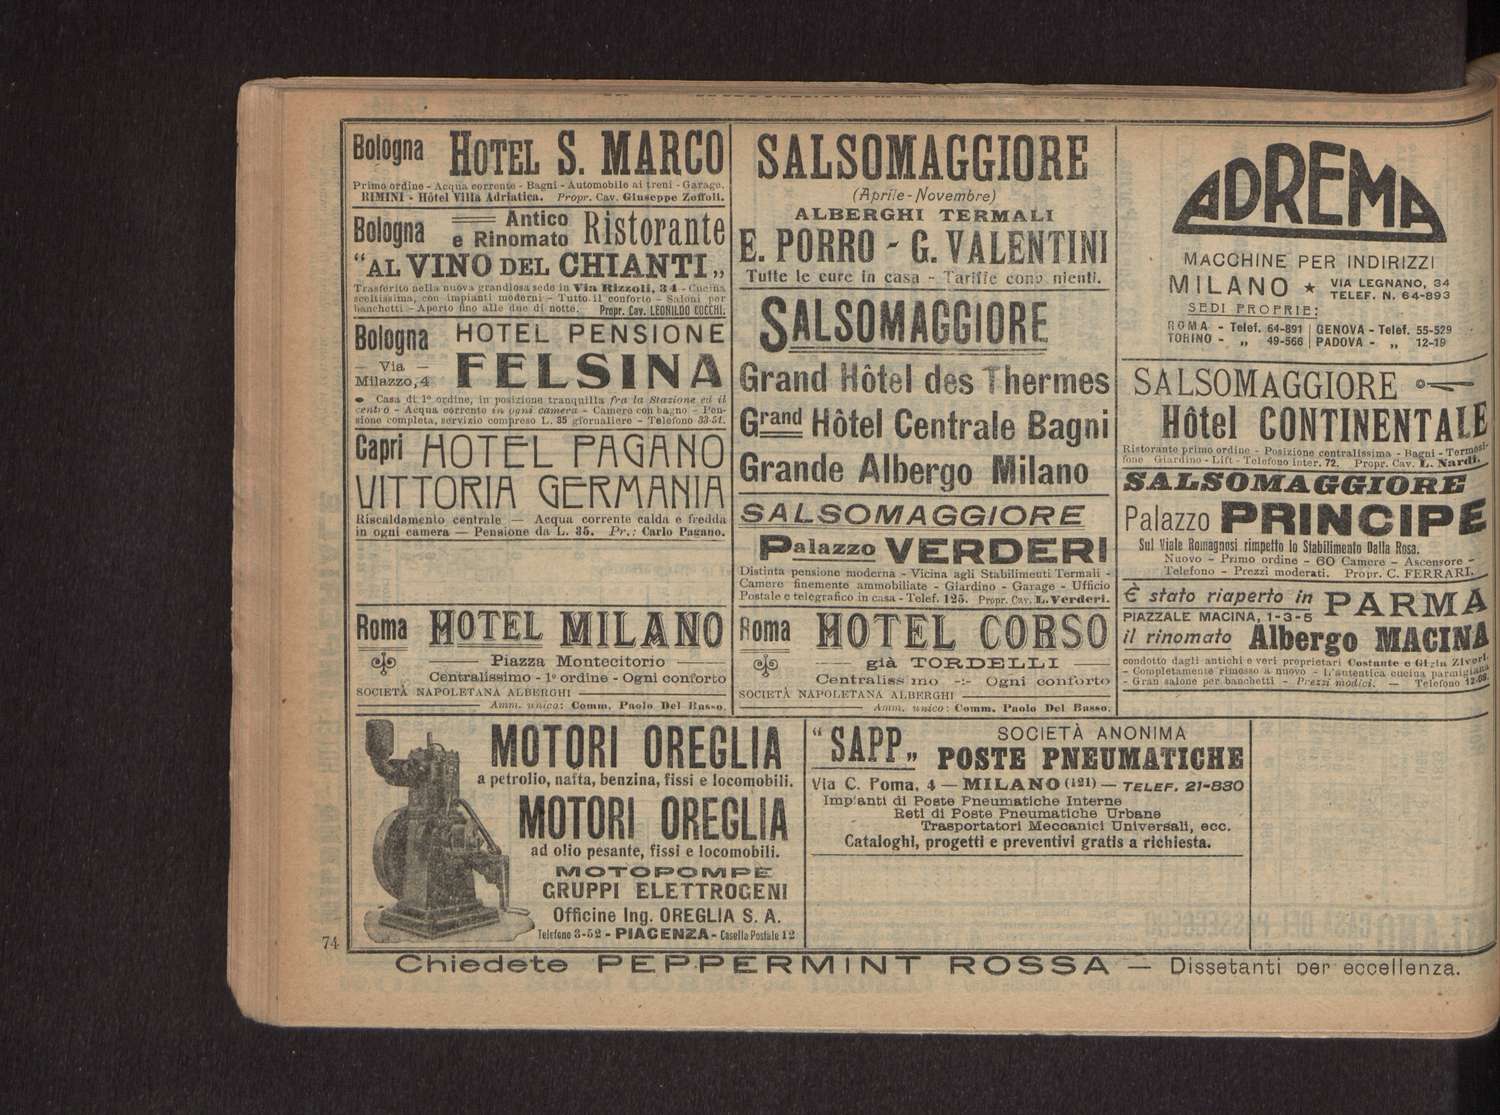 Bologna HOTEL S. MARCO
Primo ordine - Acqua corrente - Bagni - Automobile ai treni - Garage.
RIMINI - Hôtel Villa Adriatica. Propr. Cav. Giuseppe Zoffoli.
Bologna Antico e Rinomato Ristorante
"AL VINO DEL CHIANTI„
Trasferito nella nuova grandiosa sede in Via Rizzoli, 34 - Cucina
sceltissima, con impianti moderni - Tutto il conforto - Saloni per
banchetti - Aperto fino alle due di notte. Propr. Cav. LEONILDO COCCHI.
Bologna HOTEL PENSIONE
— Via —
Milazzo, 4 FELSINA
Casa di 1° ordine, in posizione tranquilla fra la Stazione ed il
centro - Acqua corrente in ogni camera - Camere con bagno - Pen-
sione completa, servizio compreso L. 35 giornaliere - Telefono 33-51.
Capri HOTEL PAGANO
VITTORIA GERMANIA
Riscaldamento centrale — Acqua corrente calda e fredda
in ogni camera — Pensione da L. 35. Pr.: Carlo Pagano.
Roma HOTEL MILANO
Piazza Montecitorio
Centralissimo - 1° ordine - Ogni conforto
SOCIETÀ NAPOLETANA ALBERGHI
Amm. unico: Comm. Paolo Del Basso.
SALSOMAGGIORE
(Aprile-Novembre)
ALBERGHI TERMALI
E. PORRO - G. VALENTINI
Tutte le cure in casa - Tariffe convenienti.
SALSOMAGGIORE
Grand Hôtel des Thermes
Grand Hôtel Centrale Bagni
Grande Albergo Milano
SALSOMAGGIORE
Palazzo VERDERI
Distinta pensione moderna - Vicina agli Stabilimenti Termali -
Camere finemente ammobiliate - Giardino - Garage - Ufficio
Postale e telegrafico in casa - Telef. 125. Propr. Cav. L. Verderi.
Roma HOTEL CORSO
già TORDELLI
Centralissimo -:- Ogni conforto
SOCIETÀ NAPOLETANA ALBERGHI
Amm. unico: Comm. Paolo Del Basso.
ADREMA
MACCHINE PER INDIRIZZI
MILANO ★ VIA LEGNANO, 34
TELEF. N. 64-893
SEDI PROPRIE:
ROMA - Telef. 64-891 | GENOVA - Telef. 55-529
TORINO - „ 49-566 | PADOVA - „ 12-19
SALSOMAGGIORE
Hôtel CONTINENTALE
Ristorante primo ordine - Posizione centralissima - Bagni - Termosi-
fone Giardino - Lift - Telefono inter. 72. Propr. Cav. L. Nardi.
SALSOMAGGIORE
Palazzo PRINCIPE
Sul Viale Romagnosi rimpetto lo Stabilimento Dalla Rosa.
Nuovo - Primo ordine - 60 Camere - Ascensore -
Telefono - Prezzi moderati. Propr. C. FERRARI.
È stato riaperto in PARMA
PIAZZALE MACINA, 1-3-5
il rinomato Albergo MACINA
condotto dagli antichi e veri proprietari Costante e Gizia Ziveri.
- Completamente rimesso a nuovo - L'autentica cucina parmigiana
- Gran salone per banchetti - Prezzi modici. — Telefono
MOTORI OREGLIA
a petrolio, nafta, benzina, fissi e locomobili.
MOTORI OREGLIA
ad olio pesante, fissi e locomobili.
MOTOPOMPE
GRUPPI ELETTROGENI
Officine Ing. OREGLIA S. A.
Telefono 3-52 - PIACENZA - Casella Postale 12
"SAPP„ SOCIETÀ ANONIMA
POSTE PNEUMATICHE
Via C. Poma, 4 — MILANO (121) — TELEF. 21-830
Impianti di Poste Pneumatiche Interne
Reti di Poste Pneumatiche Urbane
Trasportatori Meccanici Universali, ecc.
Cataloghi, progetti e preventivi gratis a richiesta.
74
Chiedete PEPPERMINT ROSSA — Dissetanti per eccellenza.